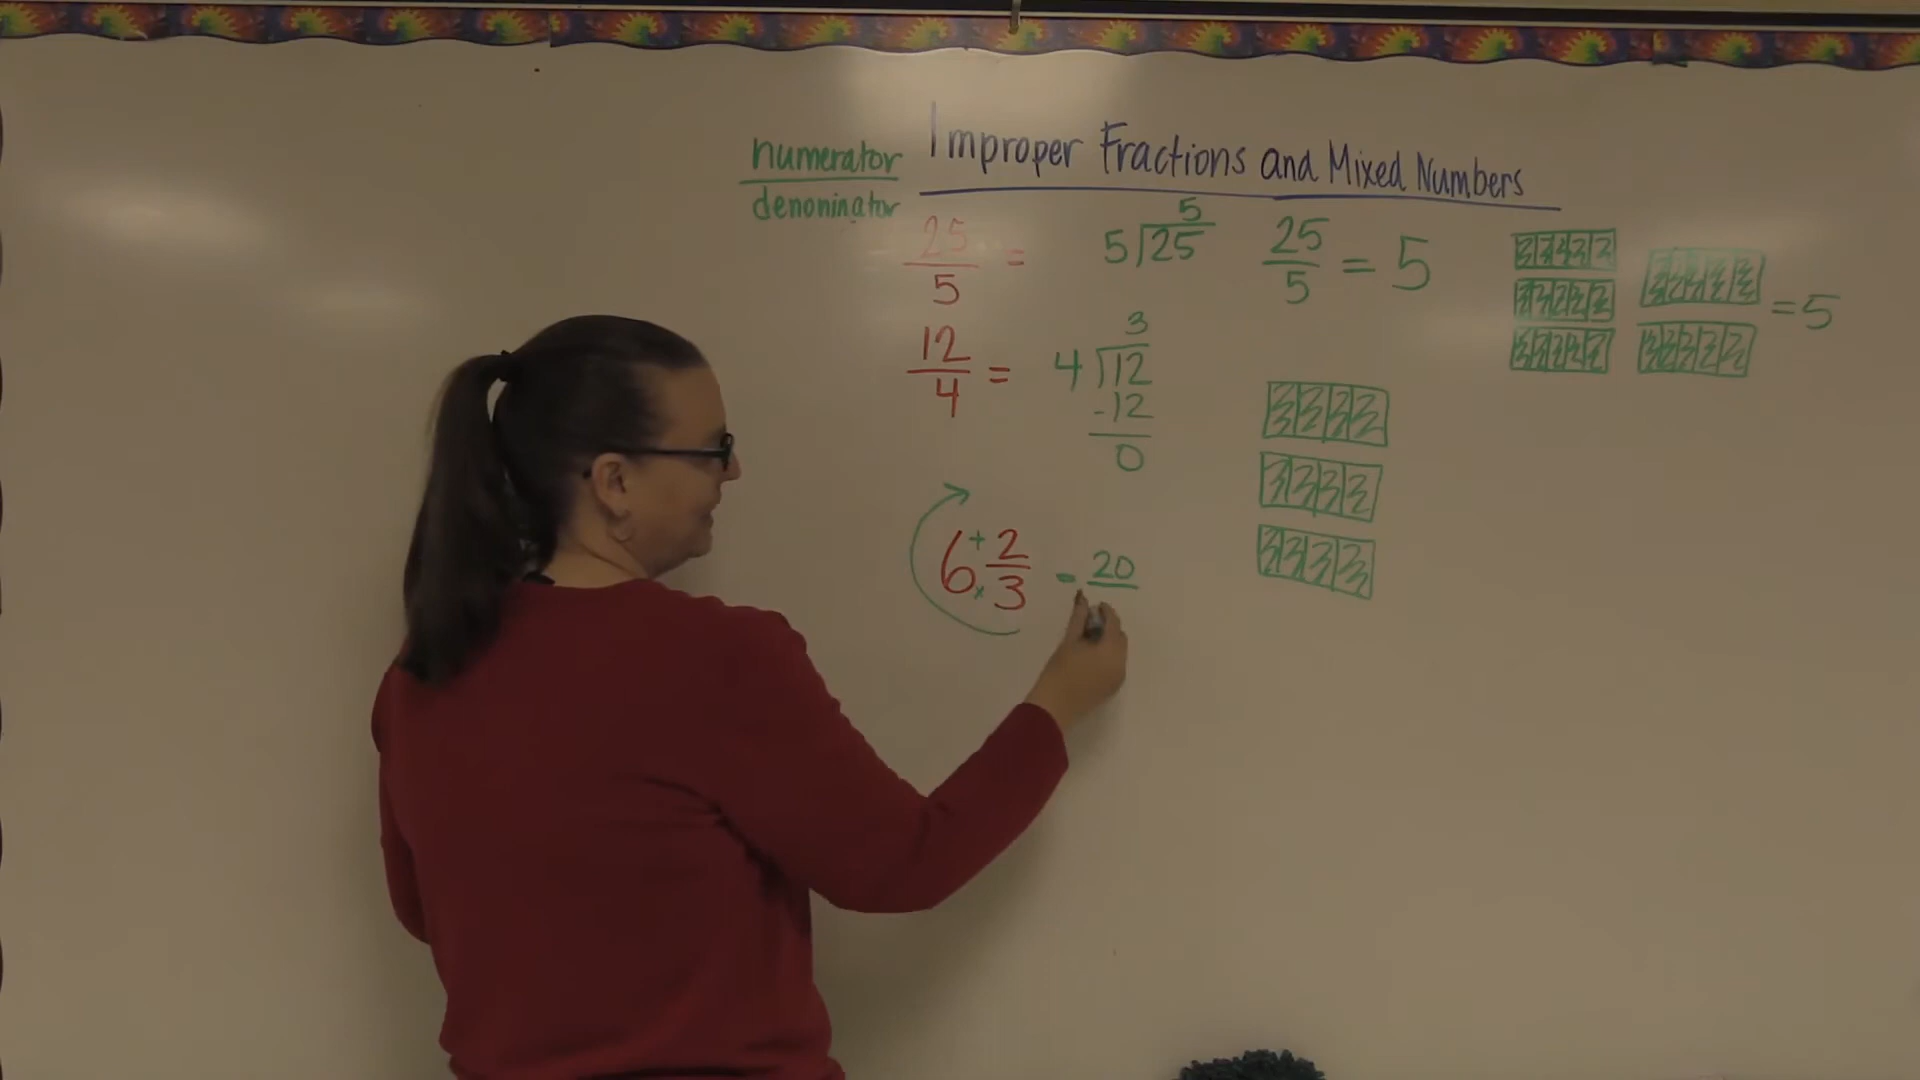 Improper Fractions and Mixed Numbers
numerator
denoninator
25/5 =
5
5⟌25
25/5 = 5
= 5
12/4 =
3
4⟌12
-12
0
6 + 2/3 = 20
x